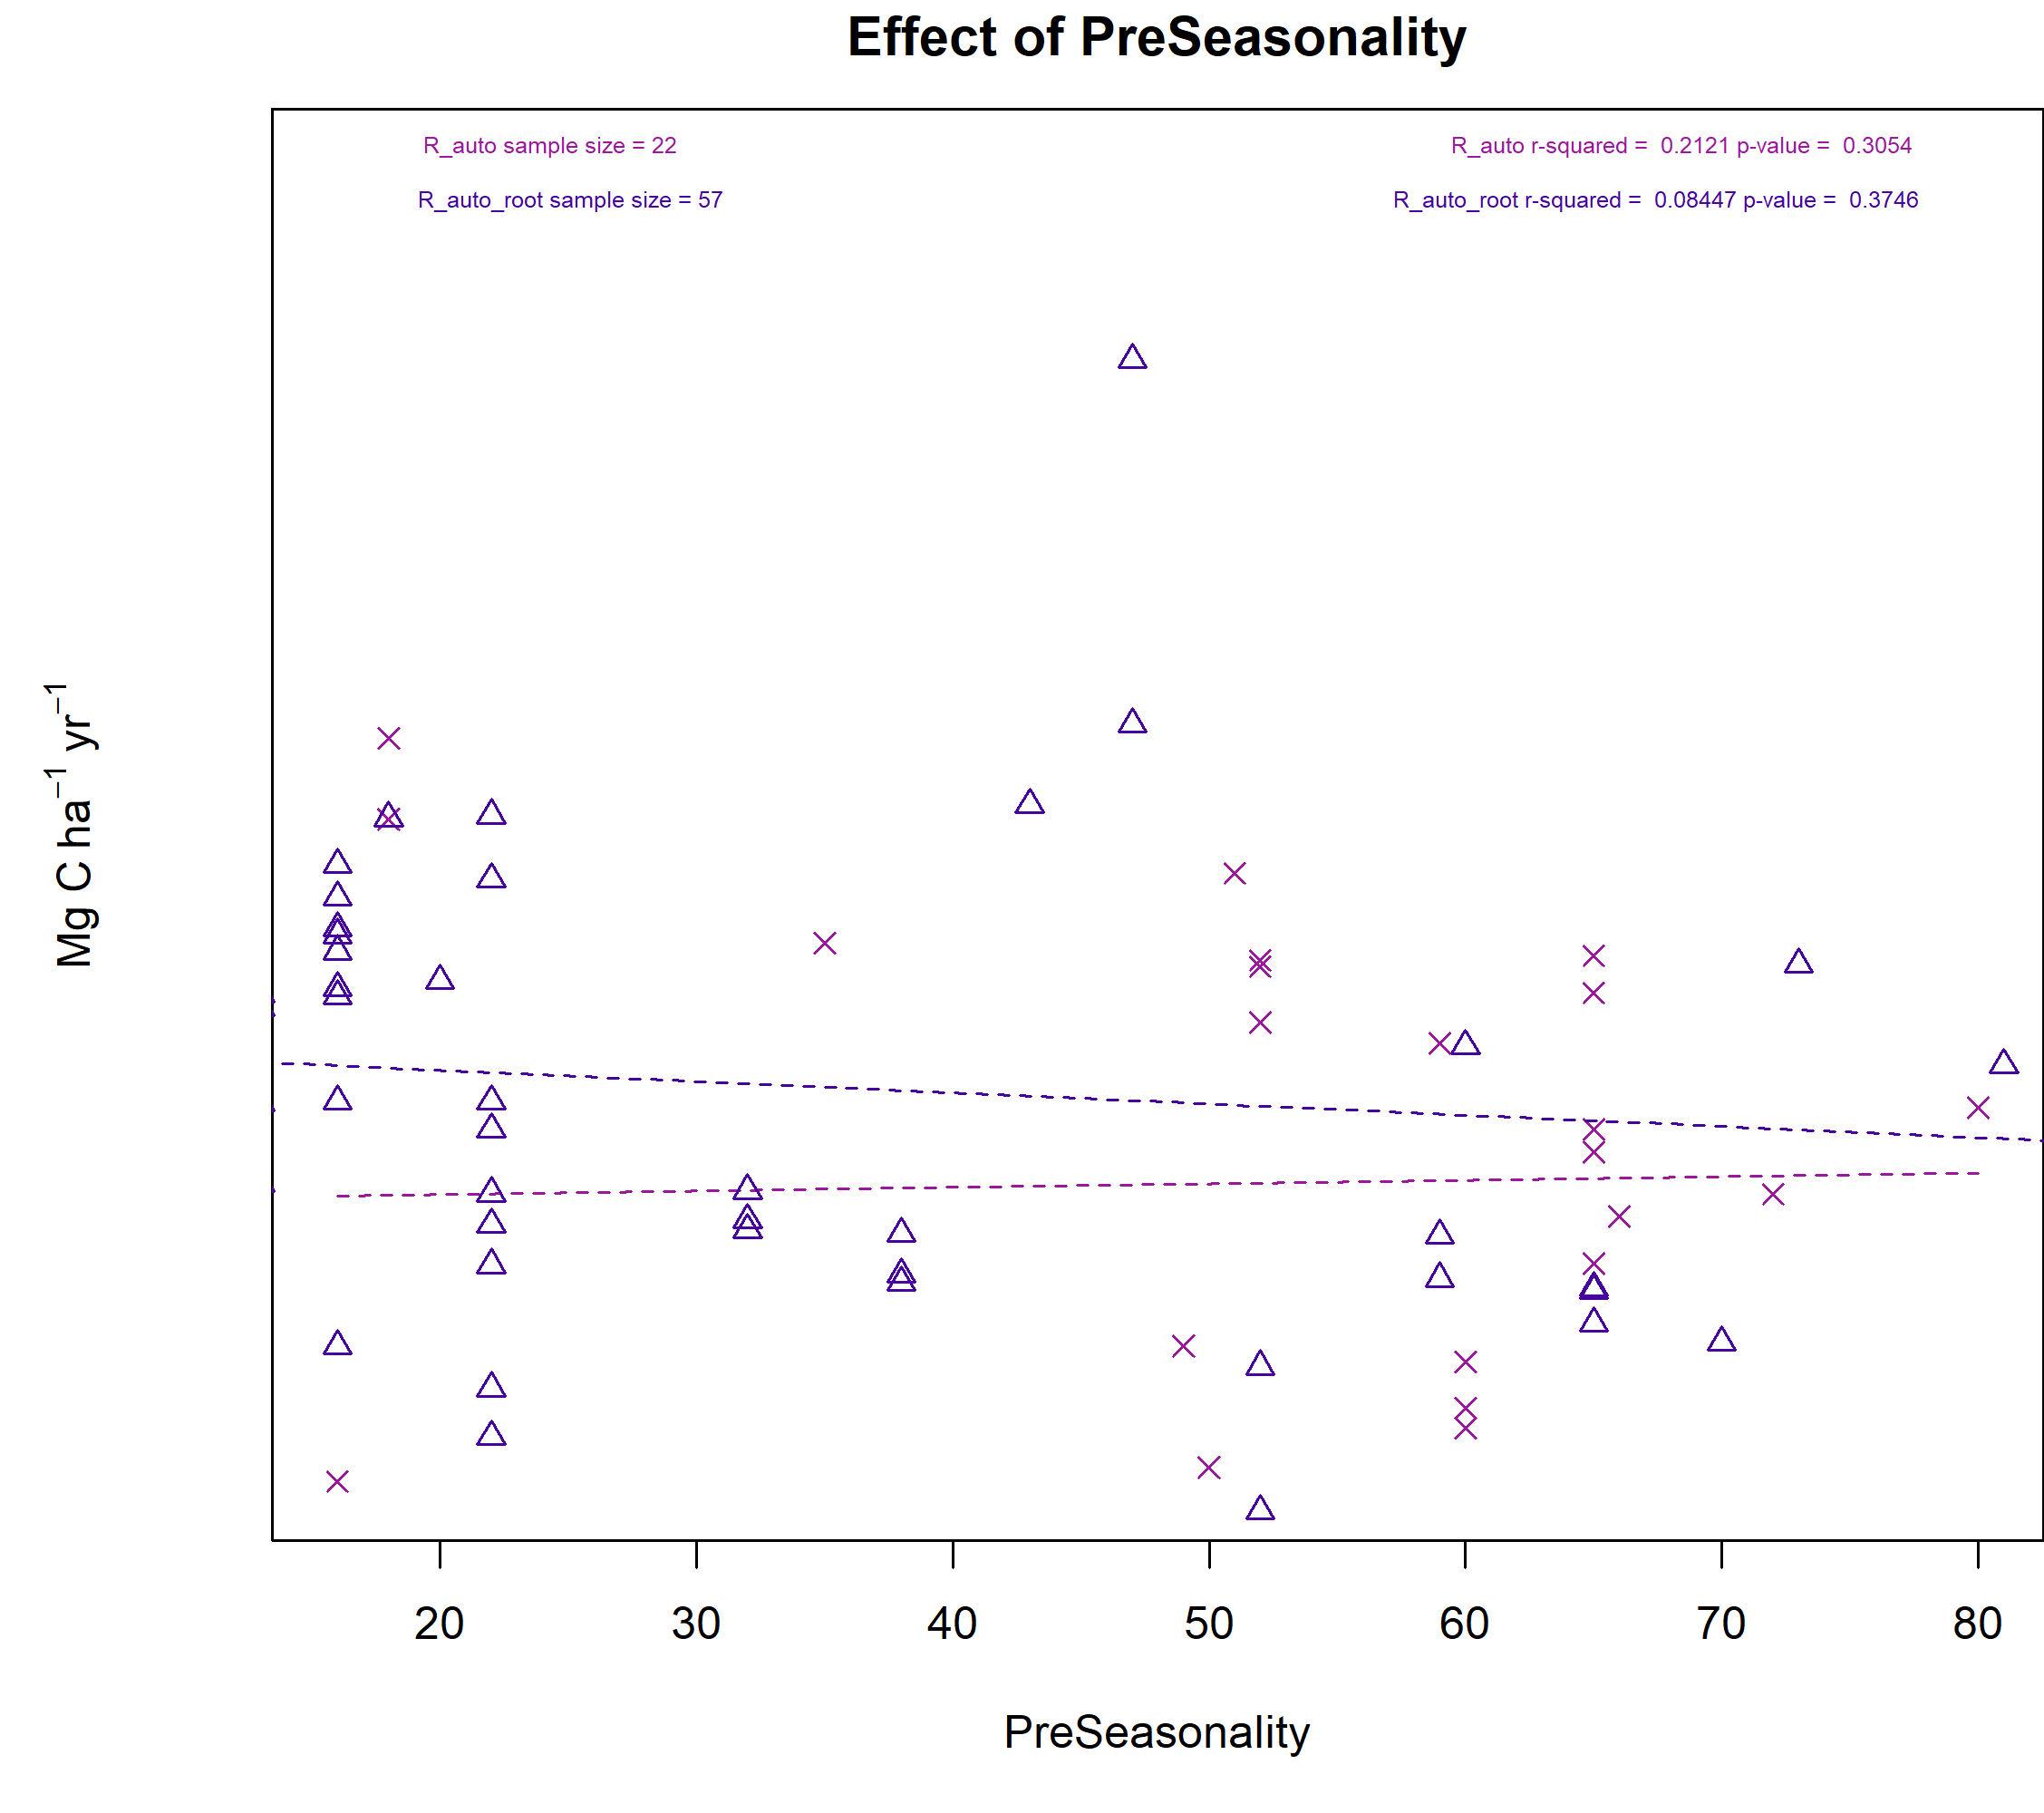 Effect of PreSeasonality
R_auto sample size = 22
R_auto r-squared =  0.2121 p-value =  0.3054
R_auto_root sample size = 57
R_auto_root r-squared =  0.08447 p-value =  0.3746
Mg C ha⁻¹ yr⁻¹
20 30 40 50 60 70 80
PreSeasonality